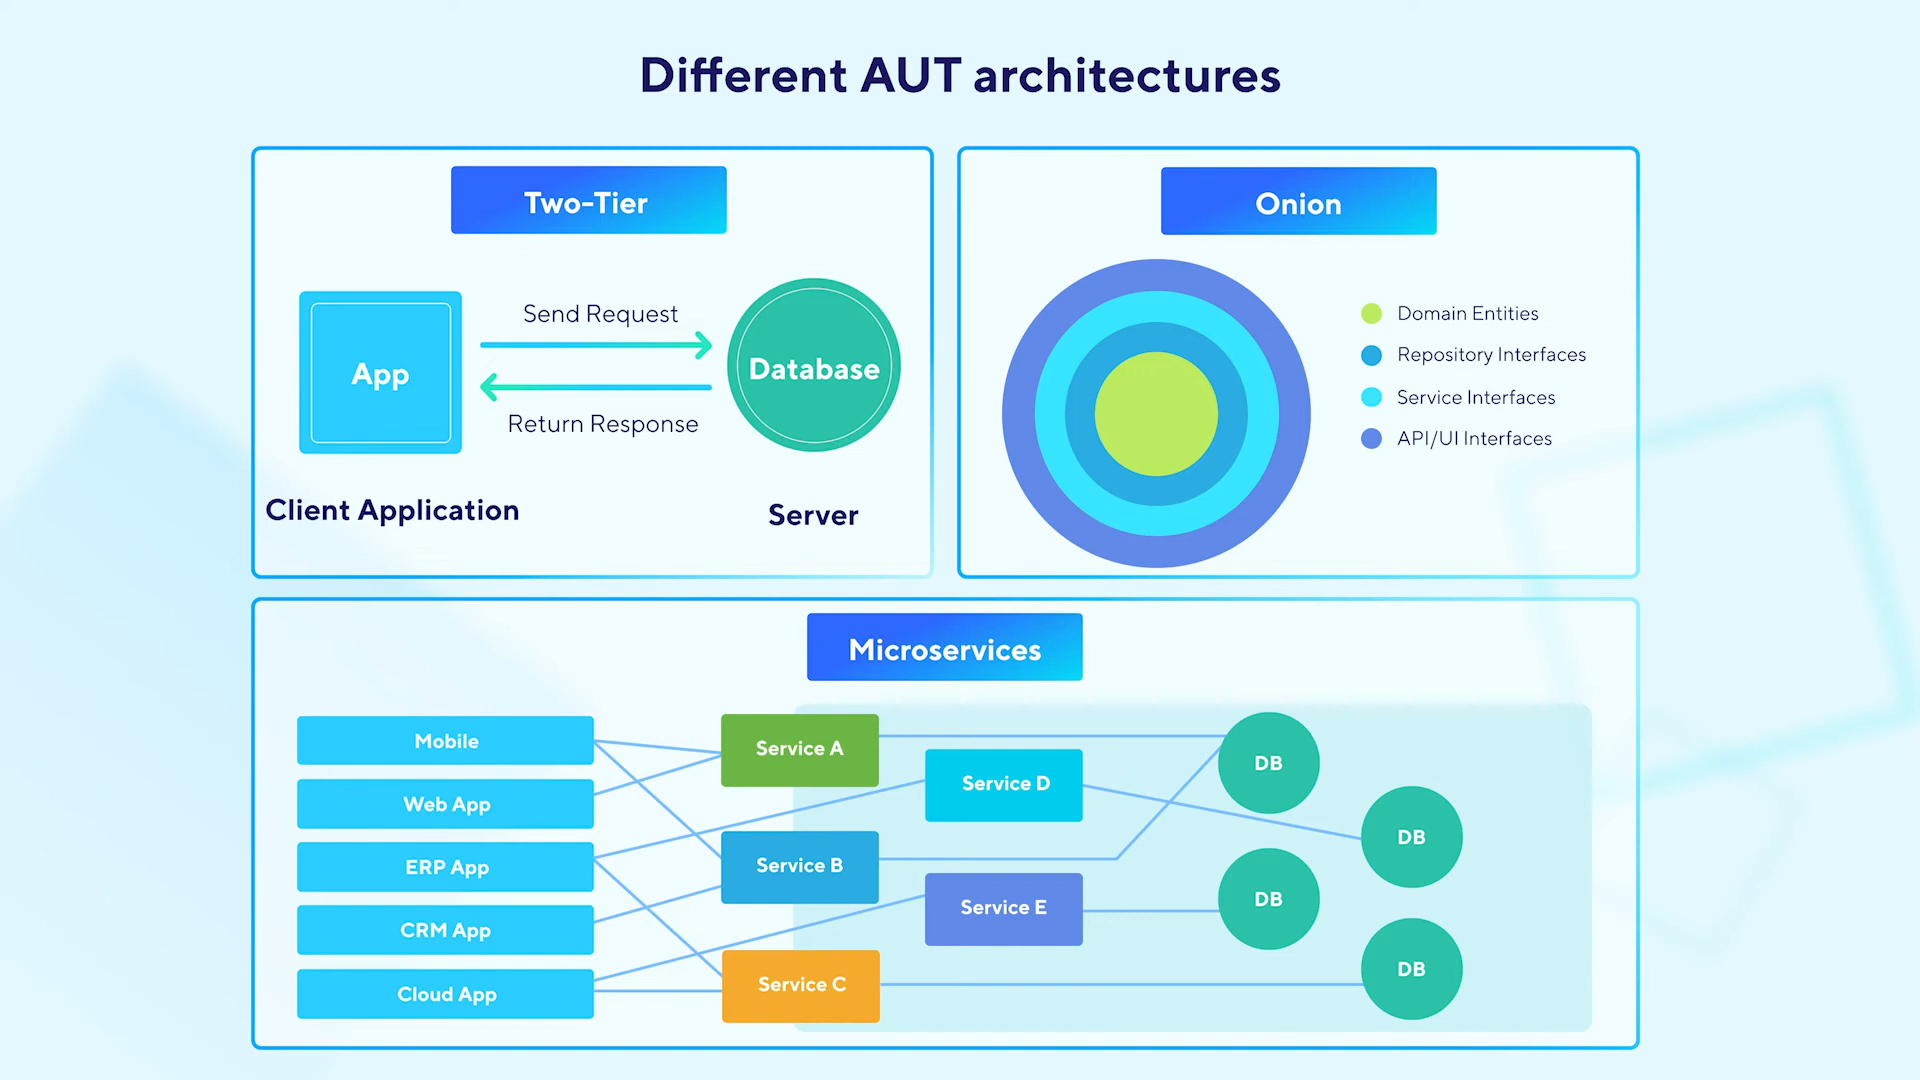 Different AUT architectures
Two-Tier
App
Send Request
Return Response
Database
Client Application
Server
Onion
Domain Entities
Repository Interfaces
Service Interfaces
API/UI Interfaces
Microservices
Mobile
Web App
ERP App
CRM App
Cloud App
Service A
Service B
Service C
Service D
Service E
DB
DB
DB
DB